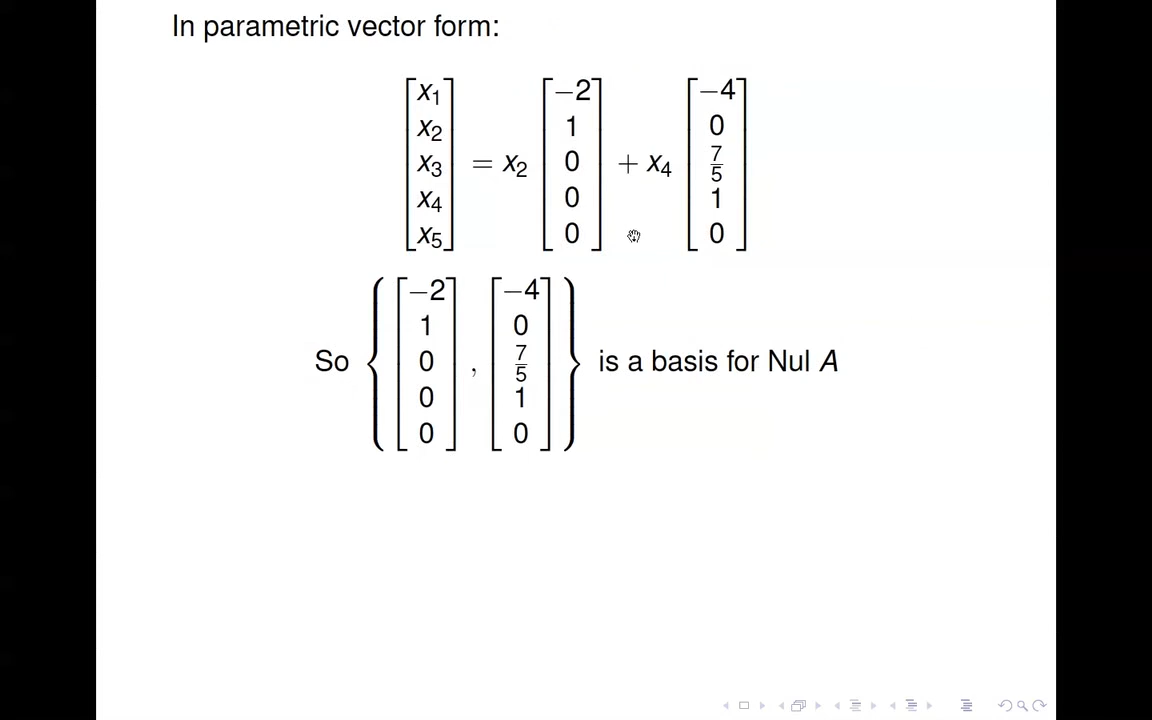 In parametric vector form:
[x1 x2 x3 x4 x5] = x2 [−2 1 0 0 0] + x4 [−4 0 7/5 1 0]
So { [−2 1 0 0 0] , [−4 0 7/5 1 0] } is a basis for Nul A